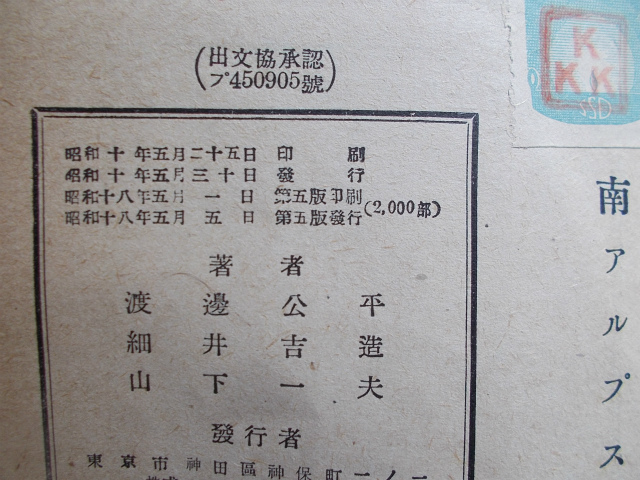 (出文協承認
プ450905號)
K
K K
南アルプス
昭和十年五月二十五日 印刷
昭和十年五月三十日 發行
昭和十八年五月一日 第五版印刷
昭和十八年五月五日 第五版發行
(2,000部)
著者
渡邊公平
細井吉造
山下一夫
發行者
東京市神田區神保町一ノ